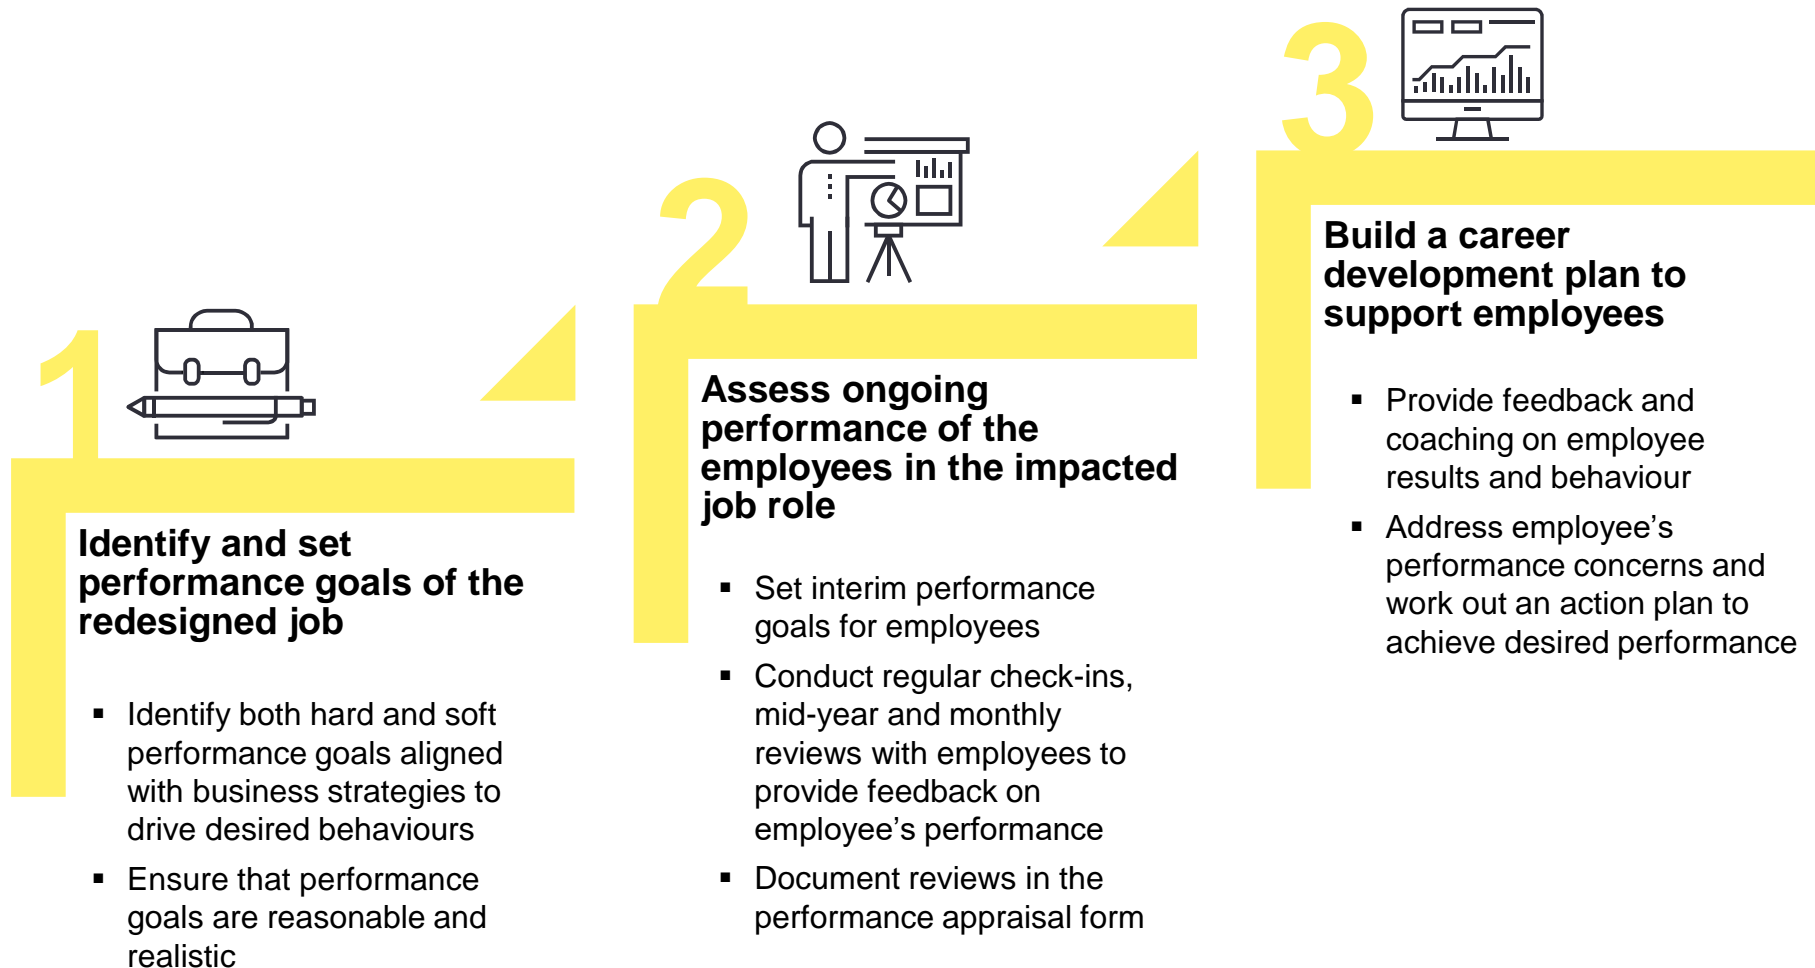 1
Identify and set
performance goals of the
redesigned job
▪ Identify both hard and soft
performance goals aligned
with business strategies to
drive desired behaviours
▪ Ensure that performance
goals are reasonable and
realistic
2
Assess ongoing
performance of the
employees in the impacted
job role
▪ Set interim performance
goals for employees
▪ Conduct regular check-ins,
mid-year and monthly
reviews with employees to
provide feedback on
employee’s performance
▪ Document reviews in the
performance appraisal form
3
Build a career
development plan to
support employees
▪ Provide feedback and
coaching on employee
results and behaviour
▪ Address employee’s
performance concerns and
work out an action plan to
achieve desired performance